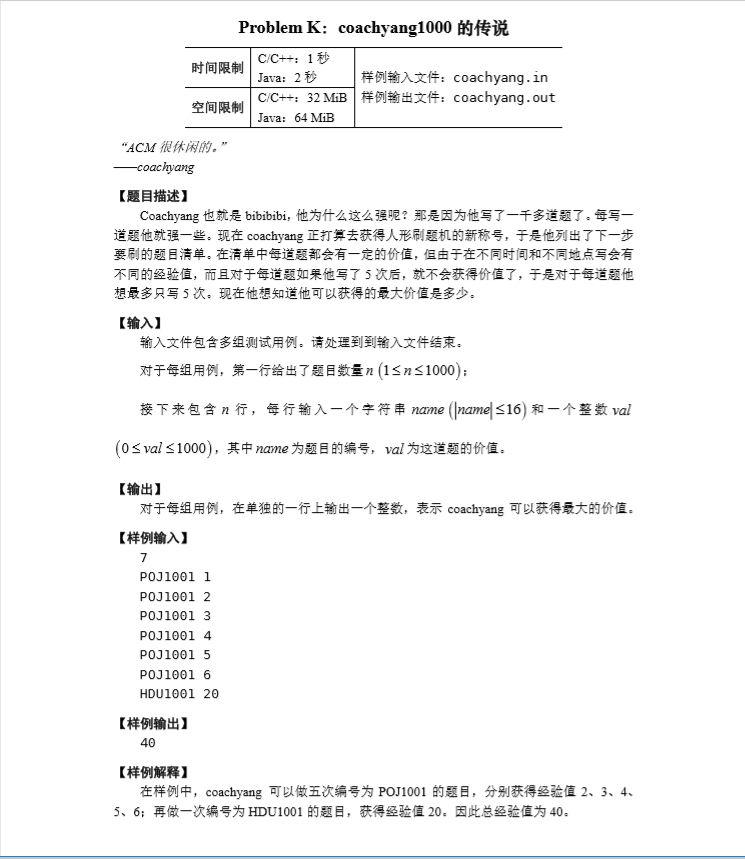 Problem K：coachyang1000 的传说
时间限制
C/C++：1 秒
Java：2 秒
空间限制
C/C++：32 MiB
Java：64 MiB
样例输入文件：coachyang.in
样例输出文件：coachyang.out
“ACM 很休闲的。”
——coachyang
【题目描述】
Coachyang 也就是 bibibibi，他为什么这么强呢？那是因为他写了一千多道题了。每写一
道题他就强一些。现在 coachyang 正打算去获得人形刷题机的新称号，于是他列出了下一步
要刷的题目清单。在清单中每道题都会有一定的价值，但由于在不同时间和不同地点写会有
不同的经验值，而且对于每道题如果他写了 5 次后，就不会获得价值了，于是对于每道题他
想最多只写 5 次。现在他想知道他可以获得的最大价值是多少。
【输入】
输入文件包含多组测试用例。请处理到到输入文件结束。
对于每组用例，第一行给出了题目数量 n (1≤n≤1000)；
接下来包含 n 行，每行输入一个字符串 name (|name|≤16) 和一个整数 val
(0≤val≤1000)，其中 name 为题目的编号，val 为这道题的价值。
【输出】
对于每组用例，在单独的一行上输出一个整数，表示 coachyang 可以获得最大的价值。
【样例输入】
7
POJ1001 1
POJ1001 2
POJ1001 3
POJ1001 4
POJ1001 5
POJ1001 6
HDU1001 20
【样例输出】
40
【样例解释】
在样例中，coachyang 可以做五次编号为 POJ1001 的题目，分别获得经验值 2、3、4、
5、6；再做一次编号为 HDU1001 的题目，获得经验值 20。因此总经验值为 40。